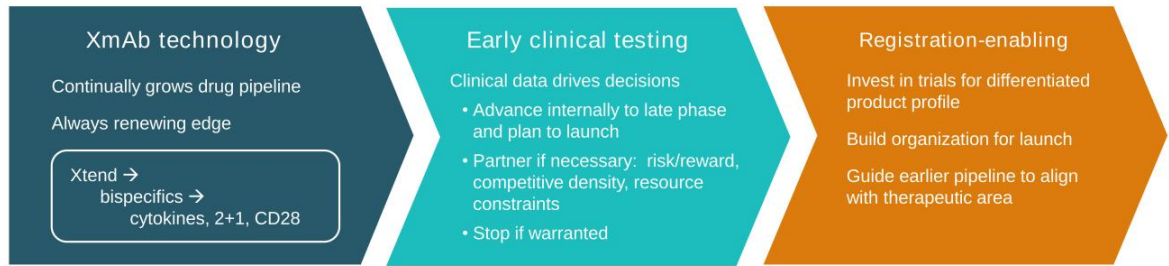 XmAb technology
Continually grows drug pipeline
Always renewing edge
Xtend →
bispecifics →
cytokines, 2+1, CD28
Early clinical testing
Clinical data drives decisions
• Advance internally to late phase
and plan to launch
• Partner if necessary:  risk/reward,
competitive density, resource
constraints
• Stop if warranted
Registration-enabling
Invest in trials for differentiated
product profile
Build organization for launch
Guide earlier pipeline to align
with therapeutic area